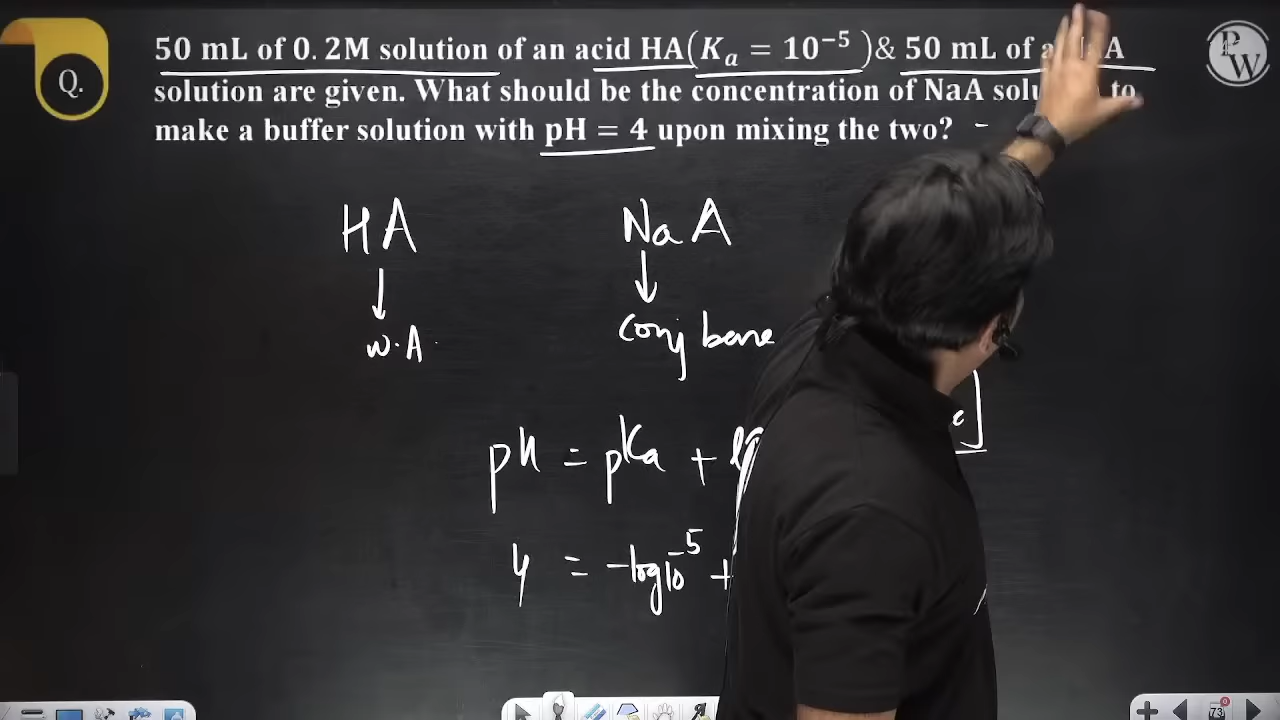 Q.
50 mL of 0.2M solution of an acid HA(Kₐ = 10⁻⁵)& 50 mL of a
solution are given. What should be the concentration of NaA to
make a buffer solution with pH = 4 upon mixing the two?
PW
HA NaA
W.A. conj base
pH = pKa +
4 = -log10⁻⁵ +
73